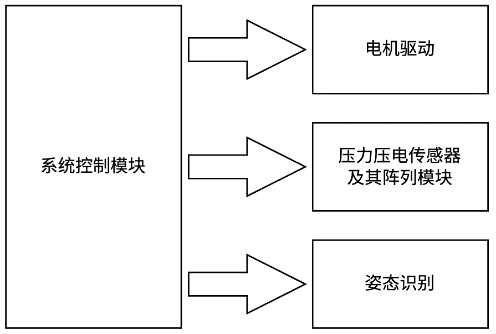 系统控制模块
电机驱动
压力压电传感器
及其阵列模块
姿态识别